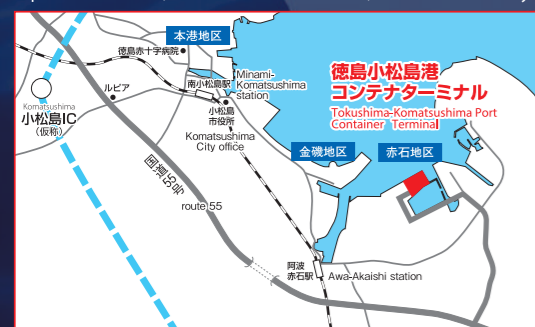 本港地区
徳島赤十字病院
Minami-
Komatsushima
station
南小松島駅
ルピア
小松島
市役所
Komatsushima
City office
Komatsushima
小松島IC
（仮称）
徳島小松島港
コンテナターミナル
Tokushima-Komatsushima Port
Container Terminal
金磯地区
赤石地区
国道55号
route 55
阿波
赤石駅
Awa-Akaishi station